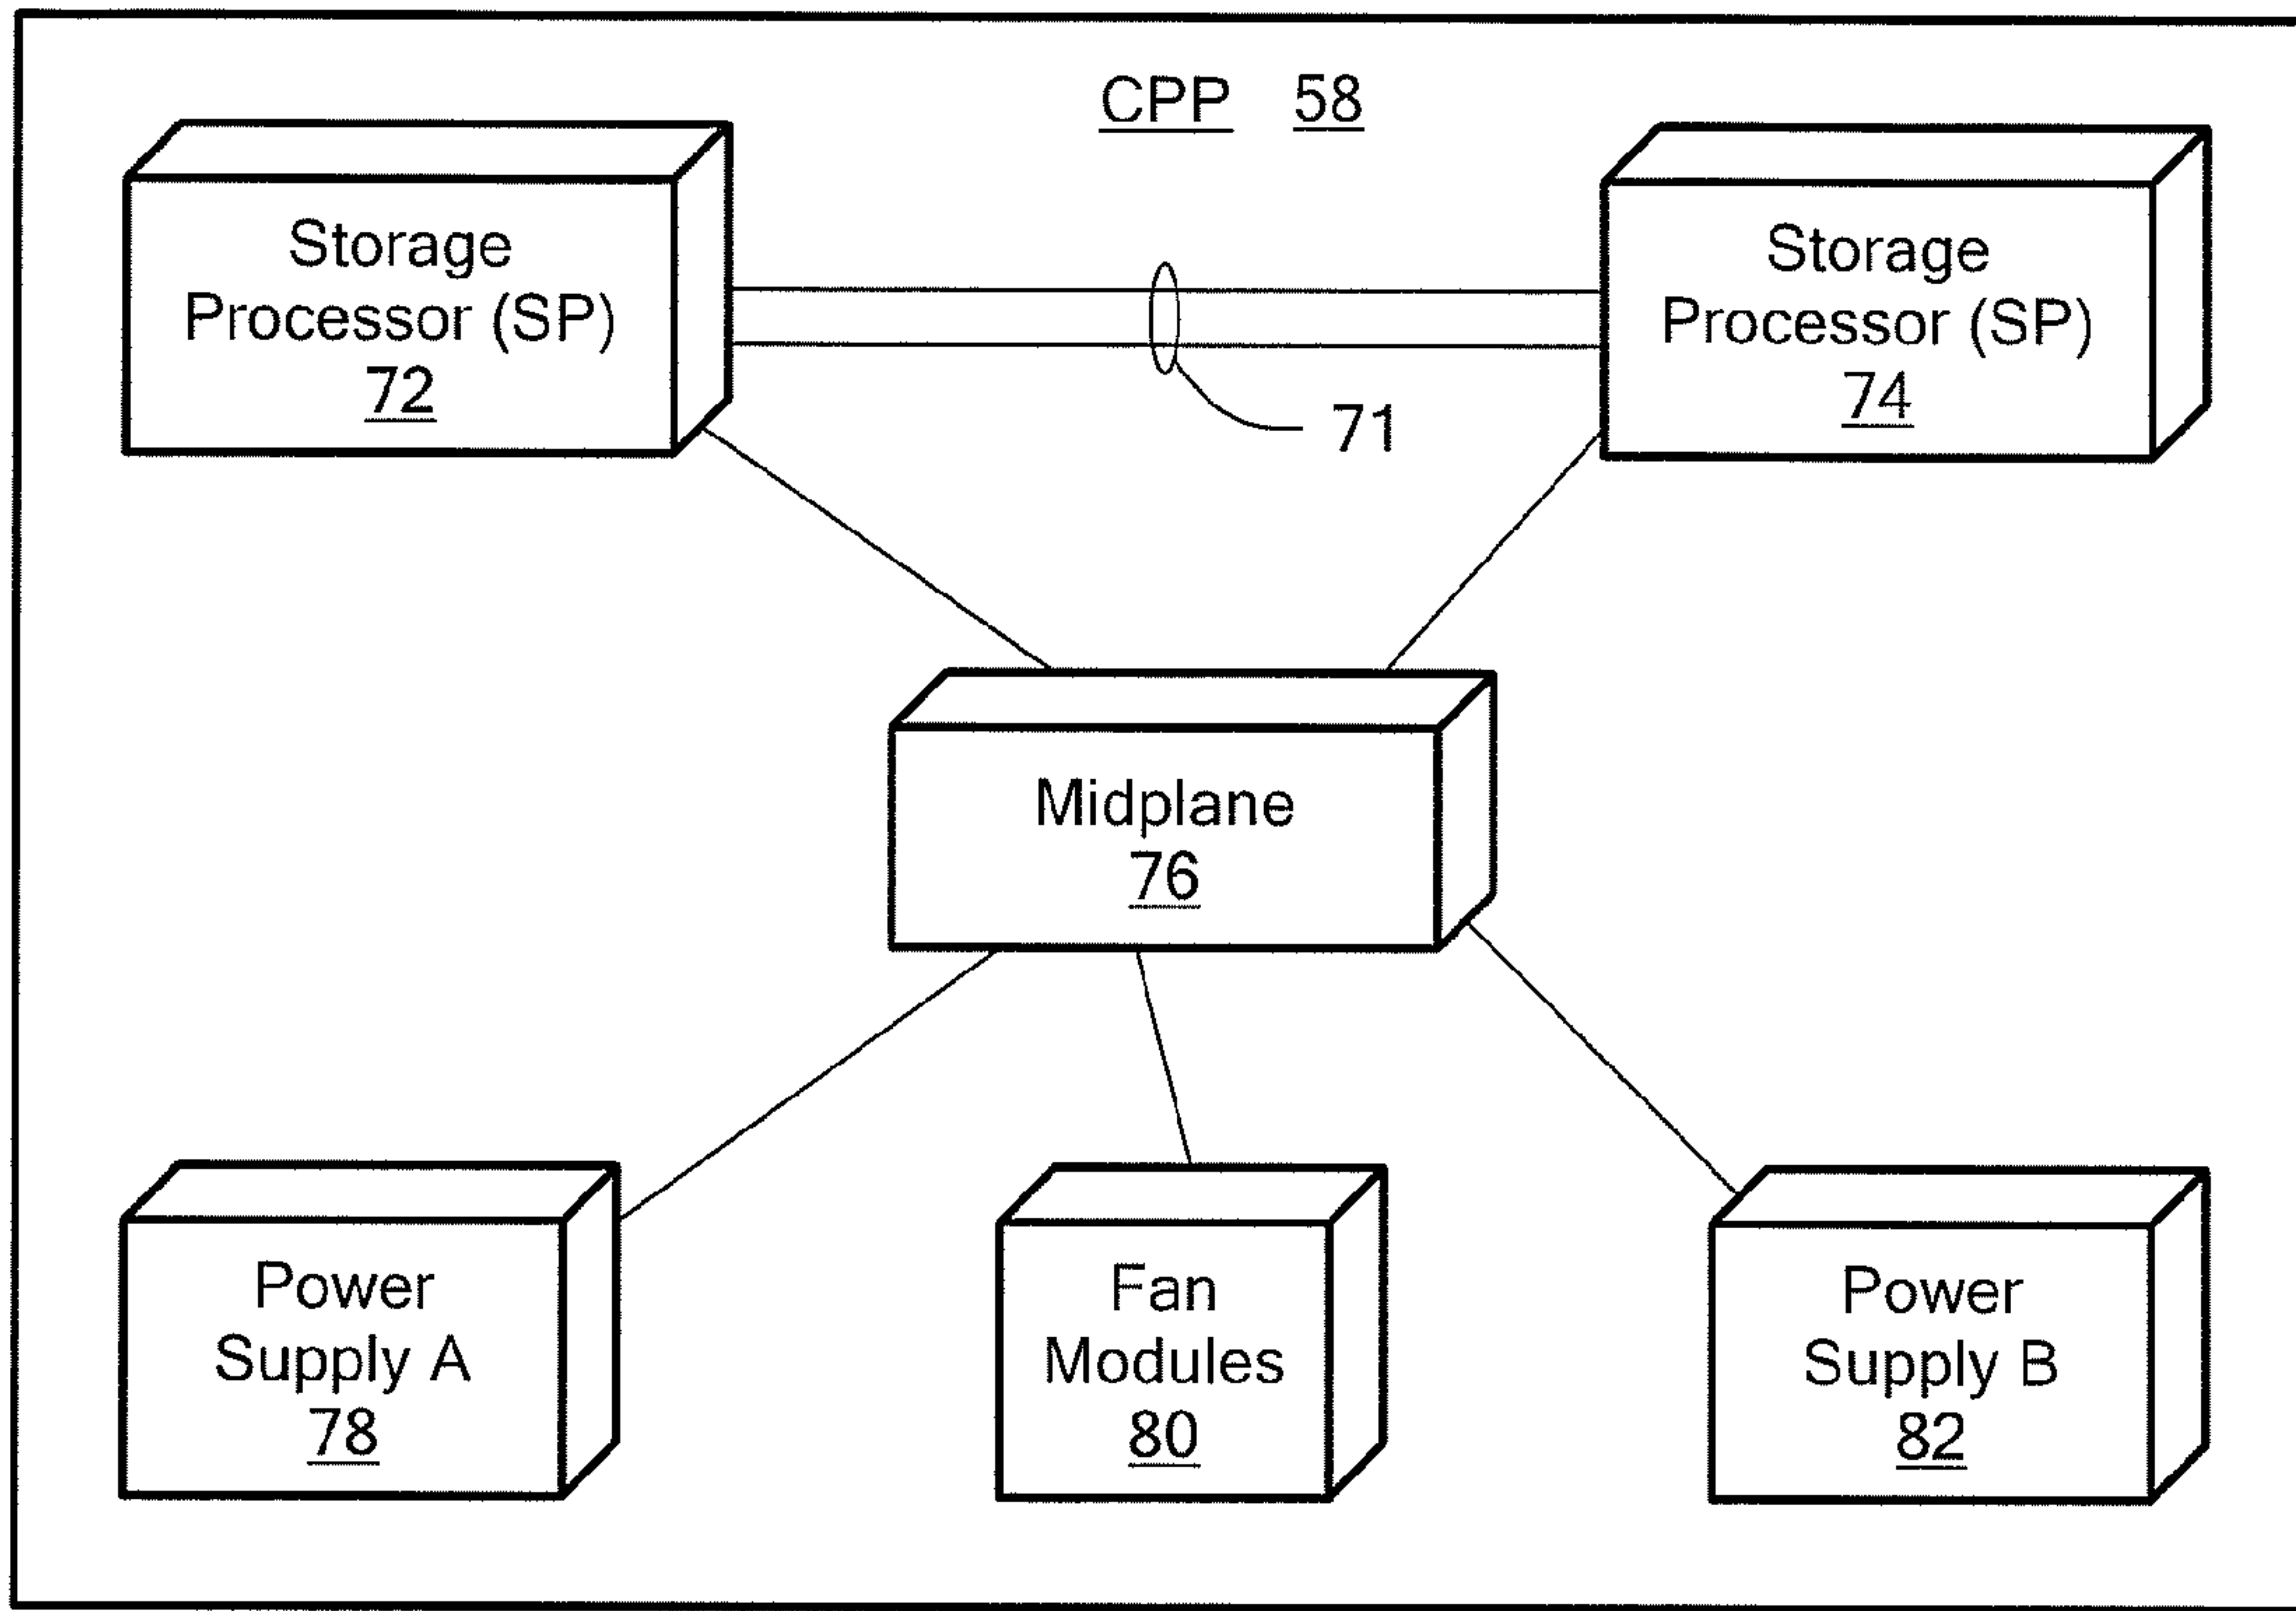 CPP 58
Storage
Processor (SP)
72
Storage
Processor (SP)
74
71
Midplane
76
Power
Supply A
78
Fan
Modules
80
Power
Supply B
82